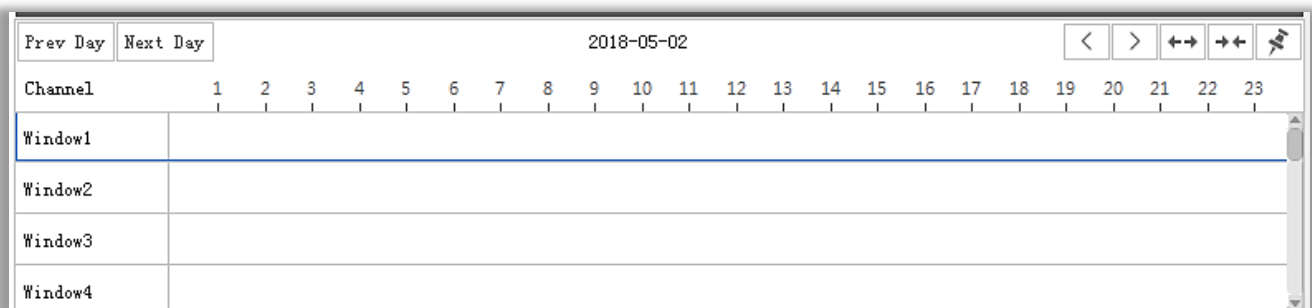 Prev Day Next Day 2018-05-02
Channel 1 2 3 4 5 6 7 8 9 10 11 12 13 14 15 16 17 18 19 20 21 22 23
Window1
Window2
Window3
Window4